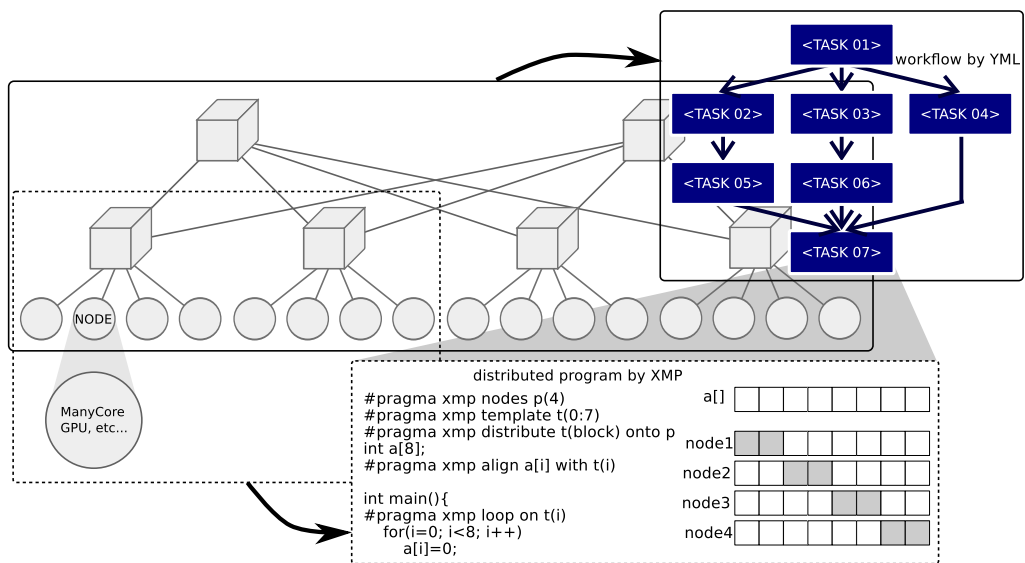 <TASK 01>
workflow by YML
<TASK 02> <TASK 03> <TASK 04>
<TASK 05> <TASK 06>
<TASK 07>
NODE
ManyCore
GPU, etc...
distributed program by XMP
#pragma xmp nodes p(4)
#pragma xmp template t(0:7)
#pragma xmp distribute t(block) onto p
int a[8];
#pragma xmp align a[i] with t(i)
int main(){
#pragma xmp loop on t(i)
for(i=0; i<8; i++)
a[i]=0;
a[]
node1
node2
node3
node4